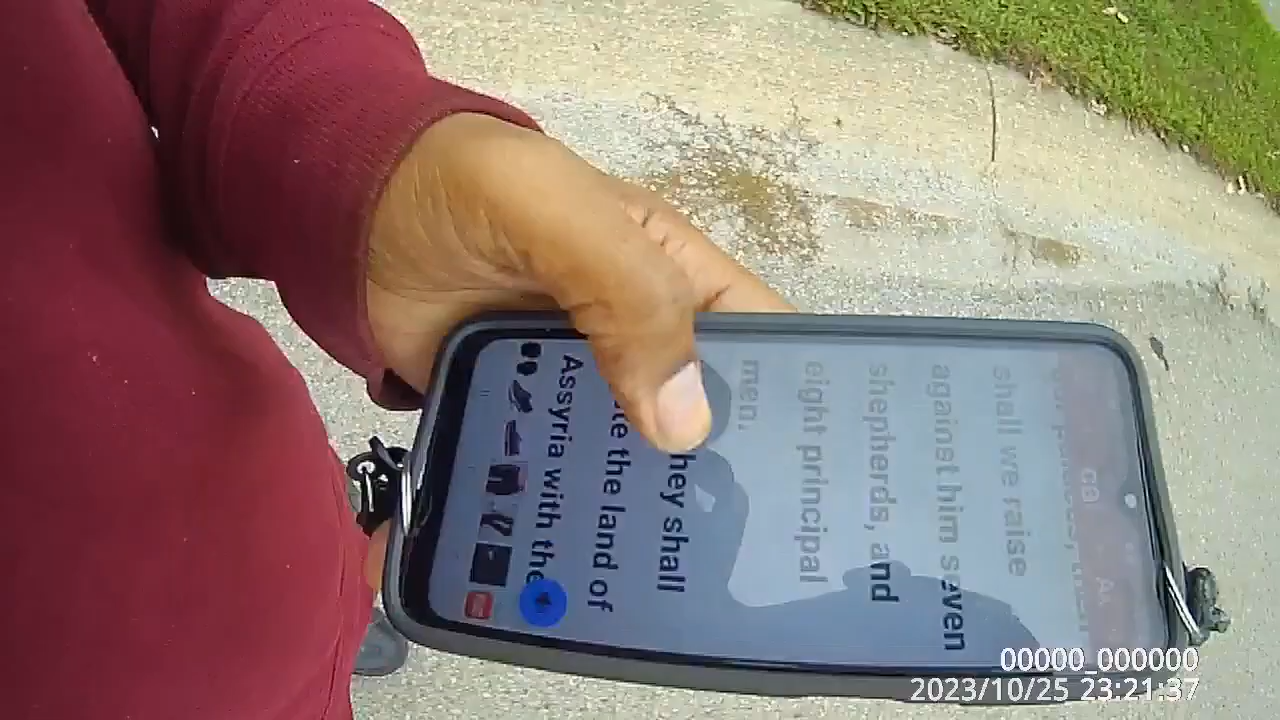 shall we raise
against him seven
shepherds, and
eight principal
men.
hey shall
te the land of
Assyria with the
00000_000000
2023/10/25 23:21:37